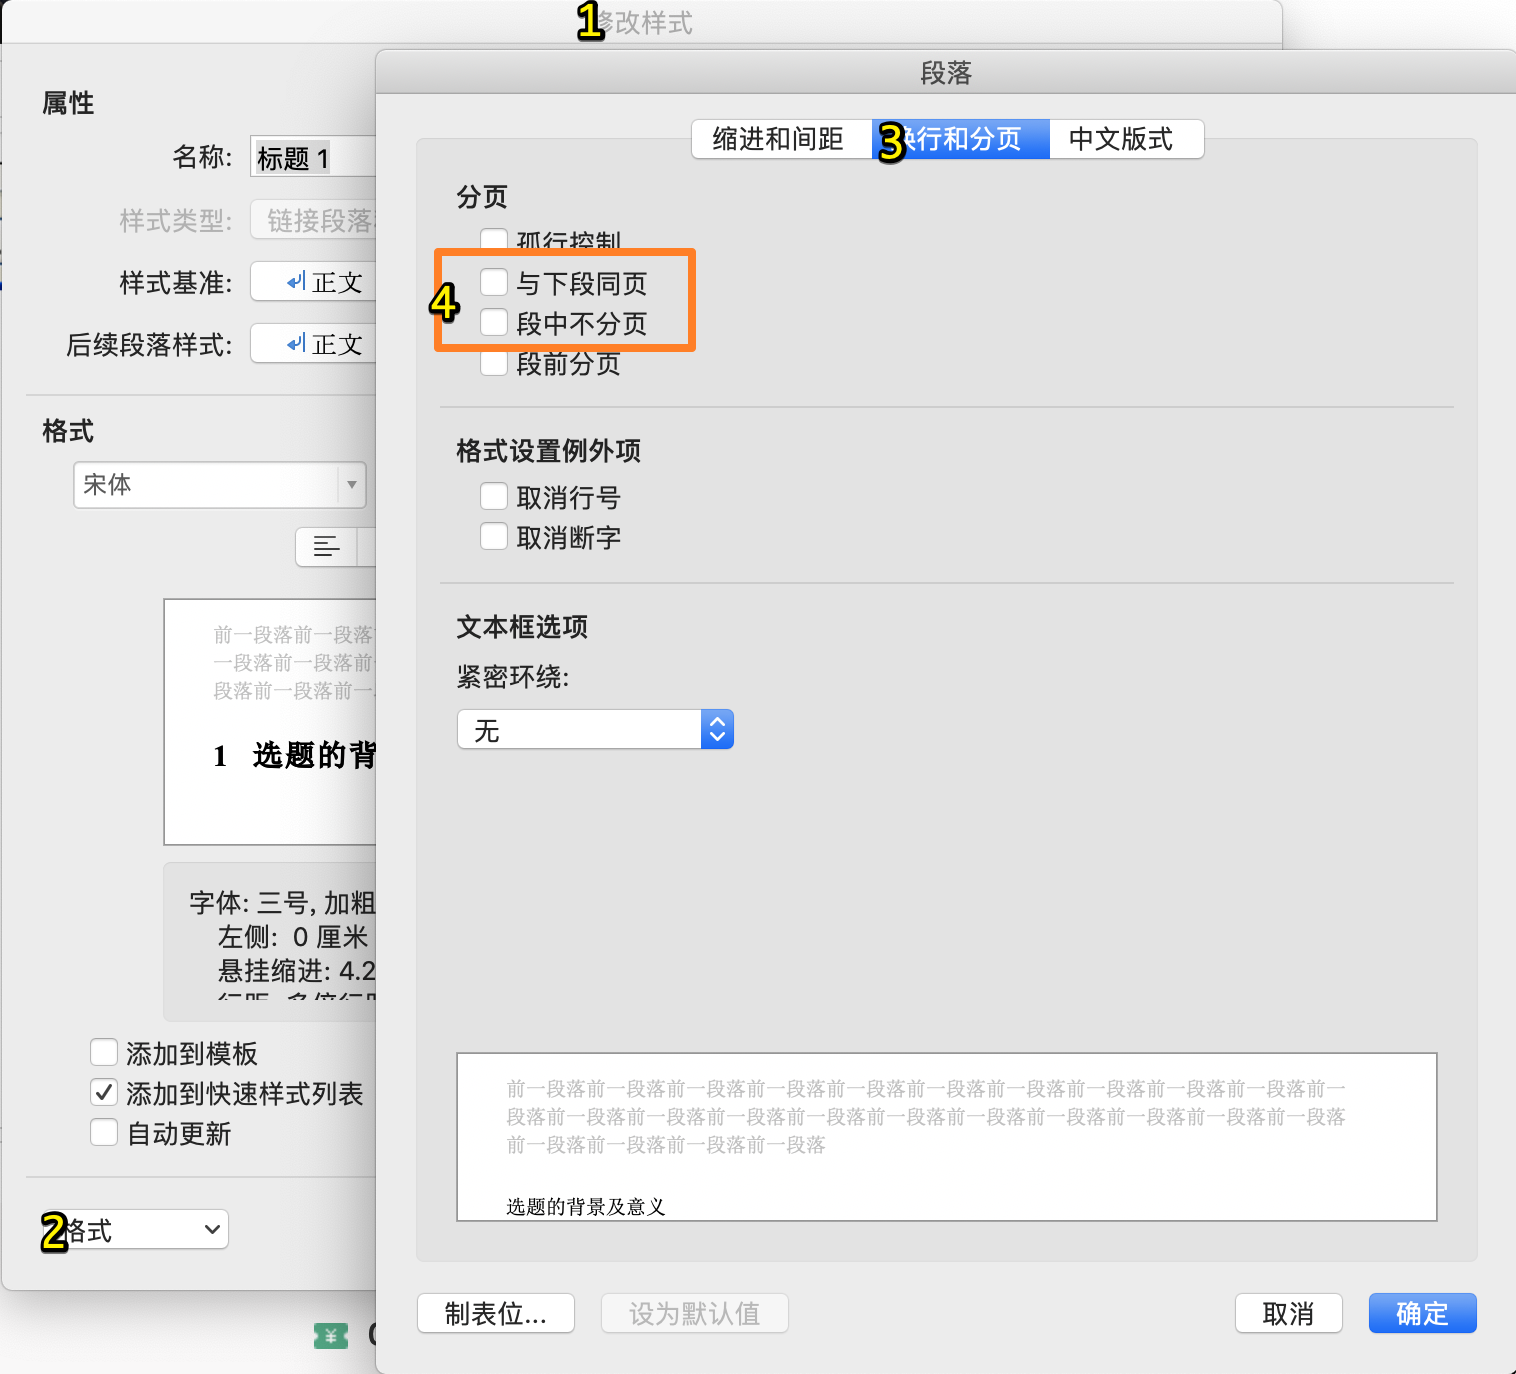 1
改样式
段落
属性
缩进和间距
3
行和分页
中文版式
名称:
标题 1
分页
样式类型:
链接段落
孤行控制
样式基准:
正文
4
与下段同页
段中不分页
后续段落样式:
正文
段前分页
格式
格式设置例外项
宋体
取消行号
取消断字
前一段落前一段落
一段落前一段落前
段落前一段落前一
文本框选项
紧密环绕:
无
1 选题的背
字体: 三号, 加粗
左侧: 0 厘米
悬挂缩进: 4.2
添加到模板
添加到快速样式列表
自动更新
前一段落前一段落前一段落前一段落前一段落前一段落前一段落前一段落前一段落前一段落前一
段落前一段落前一段落前一段落前一段落前一段落前一段落前一段落前一段落前一段落前一段落
前一段落前一段落前一段落前一段落
选题的背景及意义
2
格式
制表位...
设为默认值
取消
确定
¥